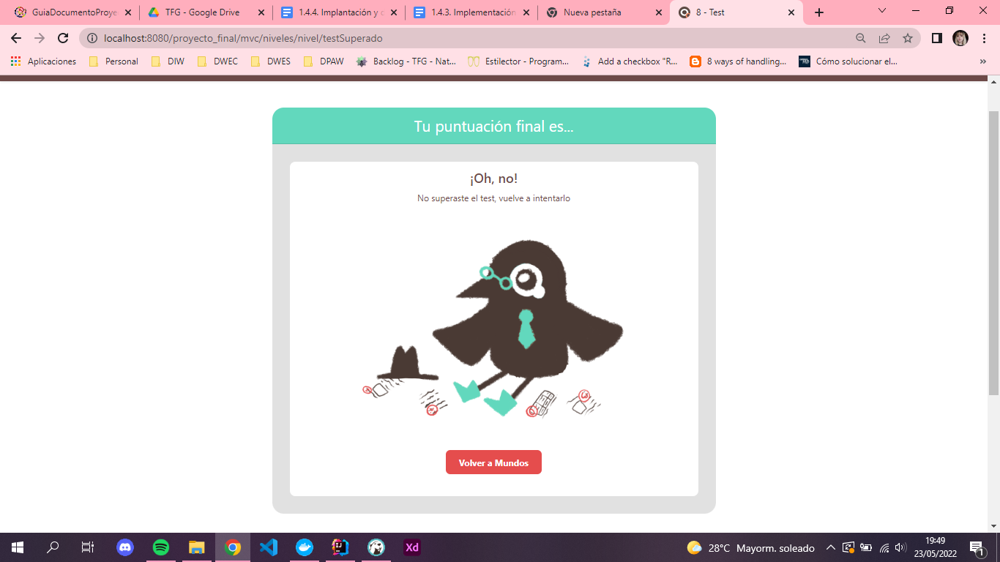 GuiaDocumentoProye
TFG - Google Drive
1.4.4. Implantación y c
1.4.3. Implementación
Nueva pestaña
8 - Test
localhost:8080/proyecto_final/mvc/niveles/nivel/testSuperado
Aplicaciones
Personal
DIW
DWEC
DWES
DPAW
Backlog - TFG - Nat...
Estilector - Program...
Add a checkbox "R...
8 ways of handling...
Cómo solucionar el...
»
Tu puntuación final es...
¡Oh, no!
No superaste el test, vuelve a intentarlo
Volver a Mundos
Xd
28°C Mayorm. soleado
19:49
23/05/2022
1